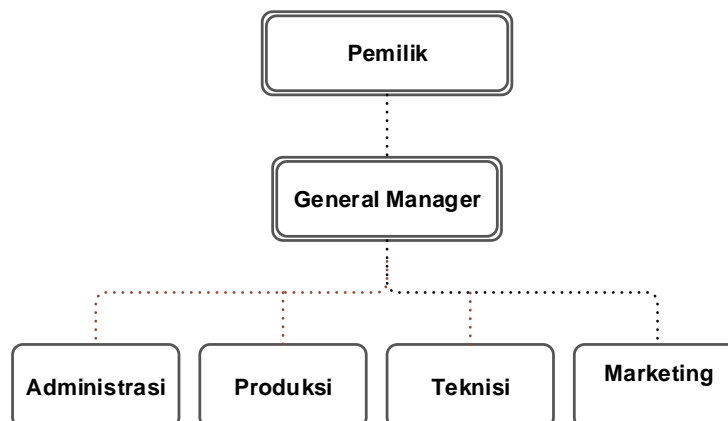 Pemilik
General Manager
Administrasi
Produksi
Teknisi
Marketing